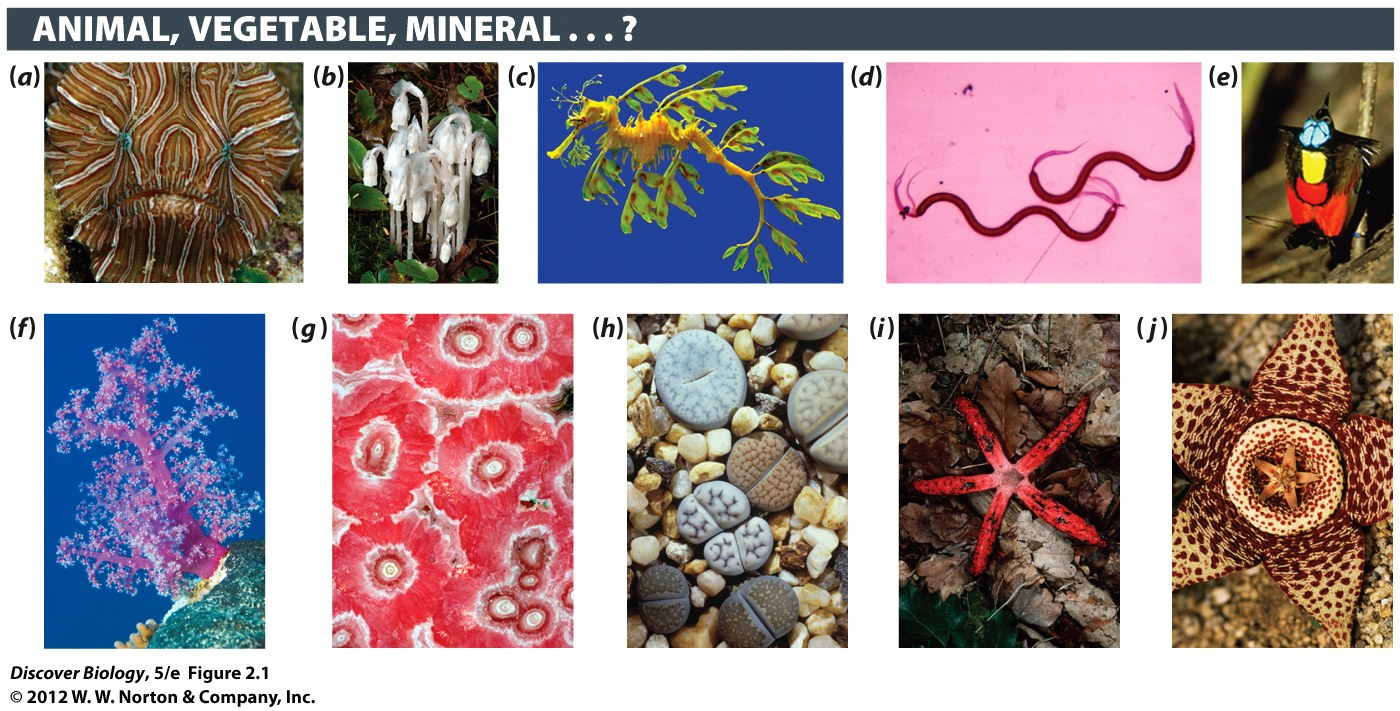 ANIMAL, VEGETABLE, MINERAL . . . ?
(a) (b) (c) (d) (e)
(f) (g) (h) (i) (j)
Discover Biology, 5/e Figure 2.1
© 2012 W. W. Norton & Company, Inc.